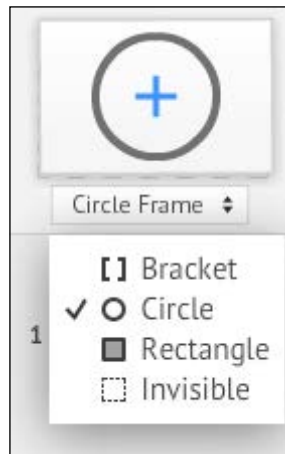 Circle Frame
Bracket
Circle
1
Rectangle
Invisible